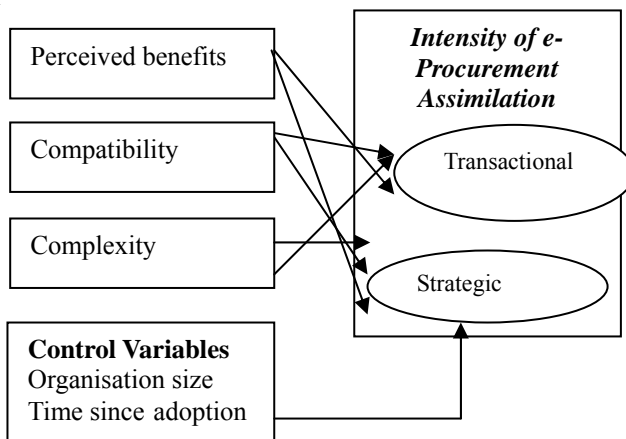 Perceived benefits
Compatibility
Complexity
Control Variables
Organisation size
Time since adoption
Intensity of e-
Procurement
Assimilation
Transactional
Strategic